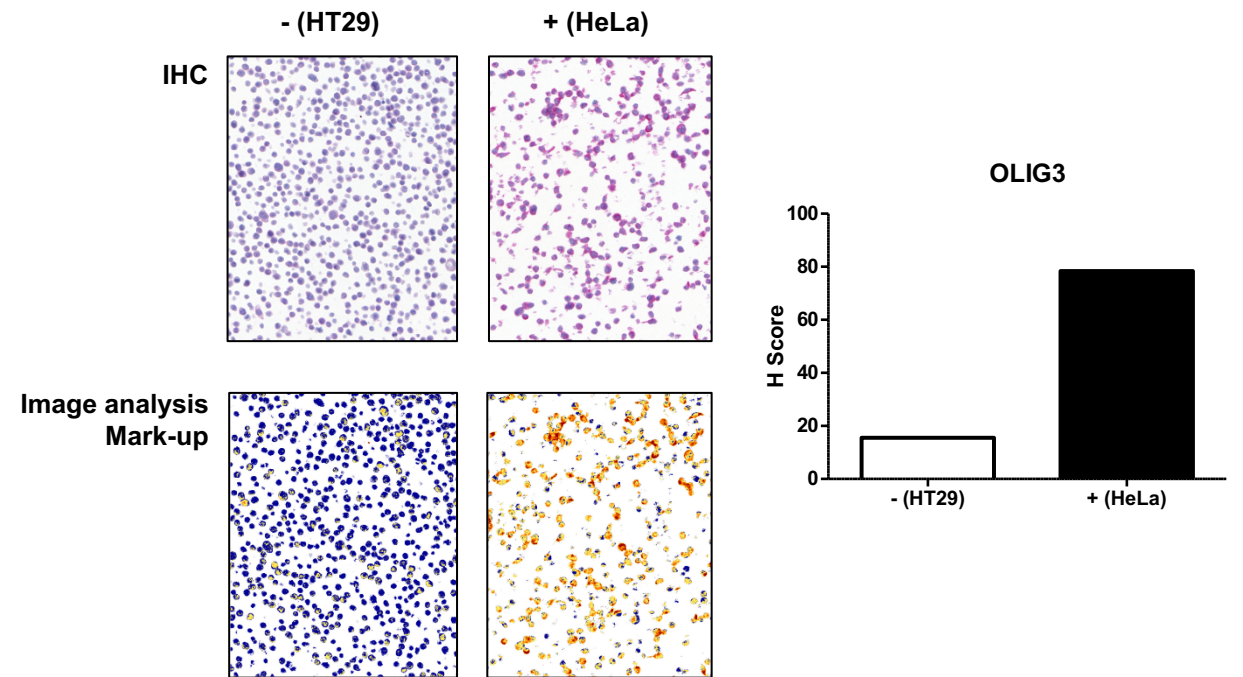 - (HT29)
+ (HeLa)
IHC
Image analysis
Mark-up
OLIG3
H Score
100
80
60
40
20
0
- (HT29)
+ (HeLa)